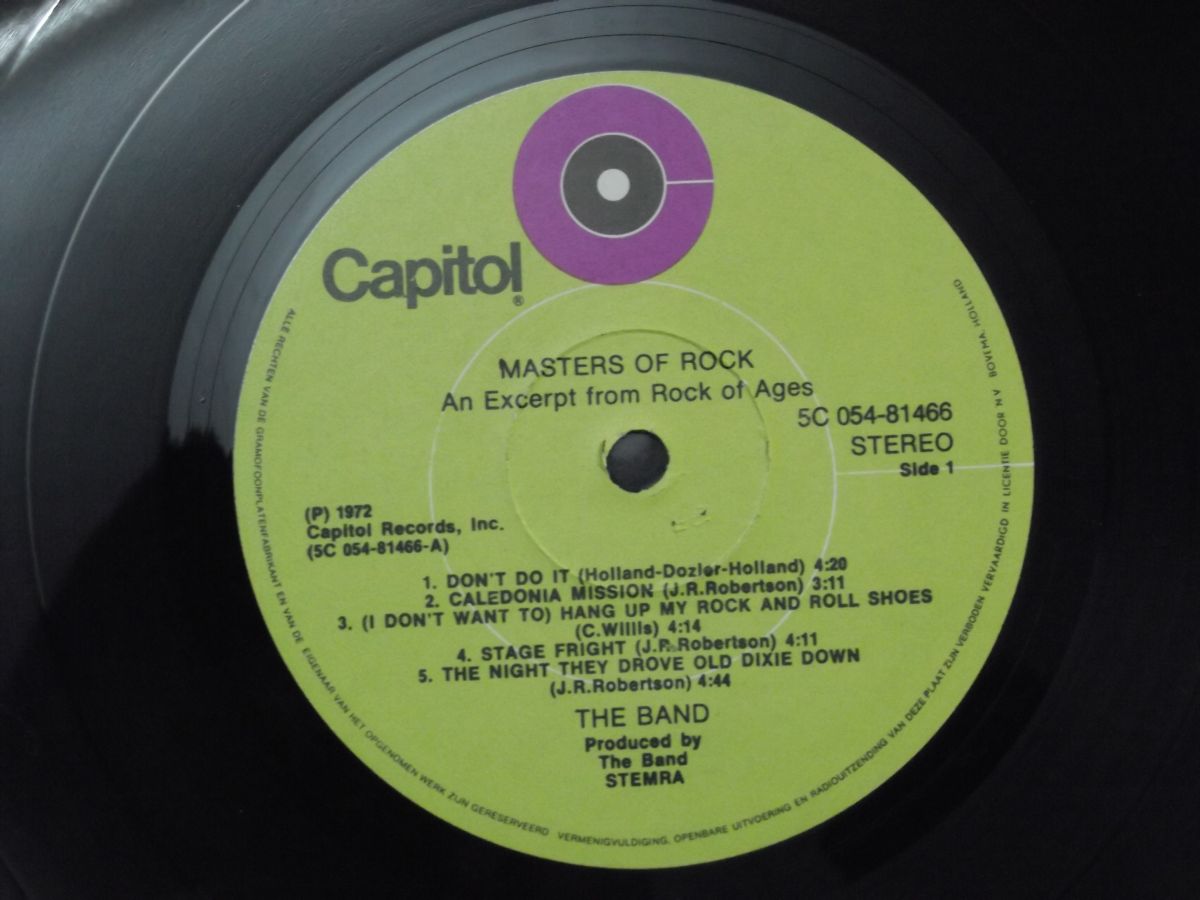 Capitol®
MASTERS OF ROCK
An Excerpt from Rock of Ages
5C 054-81466
STEREO
Side 1
(P) 1972
Capitol Records, Inc.
(5C 054-81466-A)
1. DON'T DO IT (Holland-Dozier-Holland) 4:20
2. CALEDONIA MISSION (J.R.Robertson) 3:11
3. (I DON'T WANT TO) HANG UP MY ROCK AND ROLL SHOES
(C.Willis) 4:14
4. STAGE FRIGHT (J.R.Robertson) 4:11
5. THE NIGHT THEY DROVE OLD DIXIE DOWN
(J.R.Robertson) 4:44
THE BAND
Produced by
The Band
STEMRA
ALLE RECHTEN VAN DE GRAMOFOONPLATENFABRIKANT EN VAN DE EIGENAAR VAN HET OPGENOMEN WERK ZIJN GERESERVEERD VERMENIGVULDIGING, OPENBARE UITVOERING EN RADIOUITZENDING VAN DEZE PLAAT ZIJN VERBODEN VERVAARDIGD IN LICENTIE DOOR N.V. BOVEMA, HOLLAND